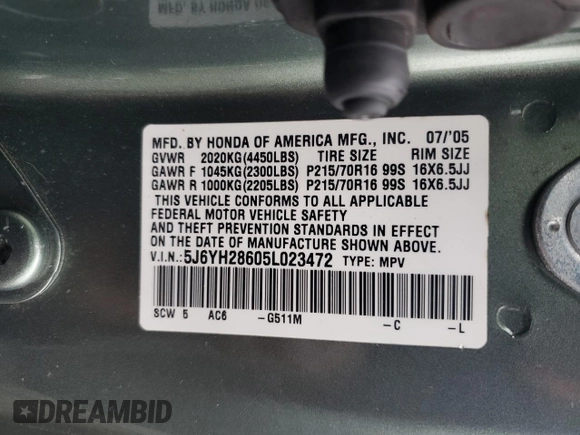 MFD. BY HONDA OF AMERICA MFG., INC. 07/'05
GVWR 2020KG(4450LBS) TIRE SIZE RIM SIZE
GAWR F 1045KG(2300LBS) P215/70R16 99S 16X6.5JJ
GAWR R 1000KG(2205LBS) P215/70R16 99S 16X6.5JJ
THIS VEHICLE CONFORMS TO ALL APPLICABLE
FEDERAL MOTOR VEHICLE SAFETY
AND THEFT PREVENTION STANDARDS IN EFFECT
ON THE DATE OF MANUFACTURE SHOWN ABOVE.
V.I.N.: 5J6YH28605L023472 TYPE: MPV
SCW 5 AC6 -G511M -C -L
DREAMBID